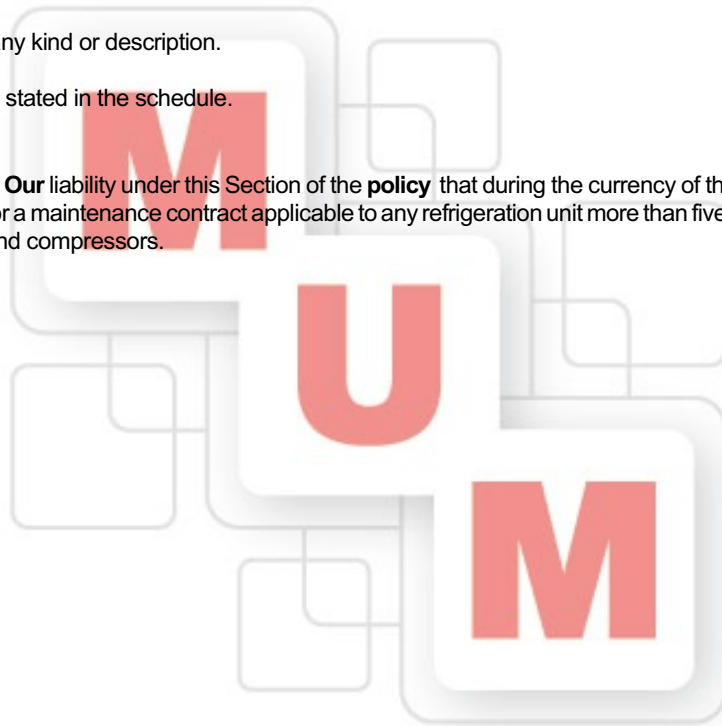 ny kind or description.
stated in the schedule.
Our liability under this Section of the policy that during the currency of th
or a maintenance contract applicable to any refrigeration unit more than five
nd compressors.
M
U
M